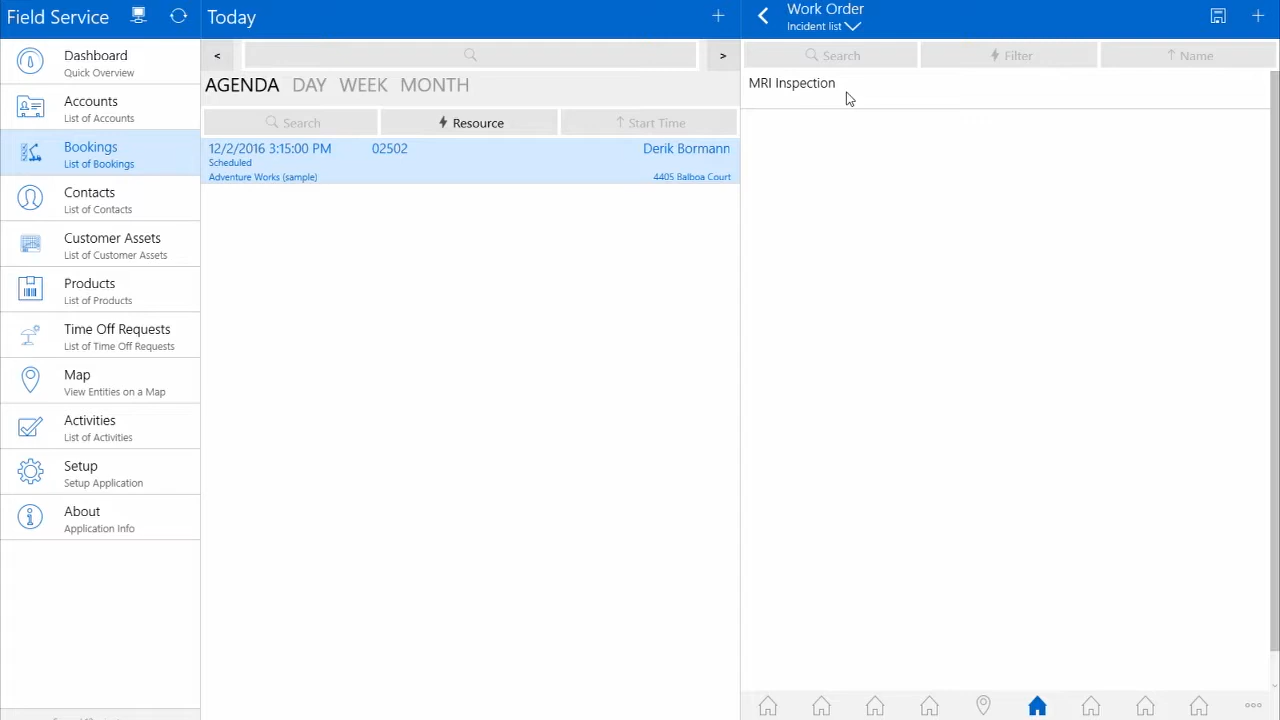 Field Service
Dashboard
Quick Overview
Accounts
List of Accounts
Bookings
List of Bookings
Contacts
List of Contacts
Customer Assets
List of Customer Assets
Products
List of Products
Time Off Requests
List of Time Off Requests
Map
View Entities on a Map
Activities
List of Activities
Setup
Setup Application
About
Application Info
Today
< >
AGENDA DAY WEEK MONTH
Search Resource Start Time
12/2/2016 3:15:00 PM 02502 Derik Bormann
Scheduled
Adventure Works (sample) 4405 Balboa Court
Work Order
Incident list
Search Filter Name
MRI Inspection